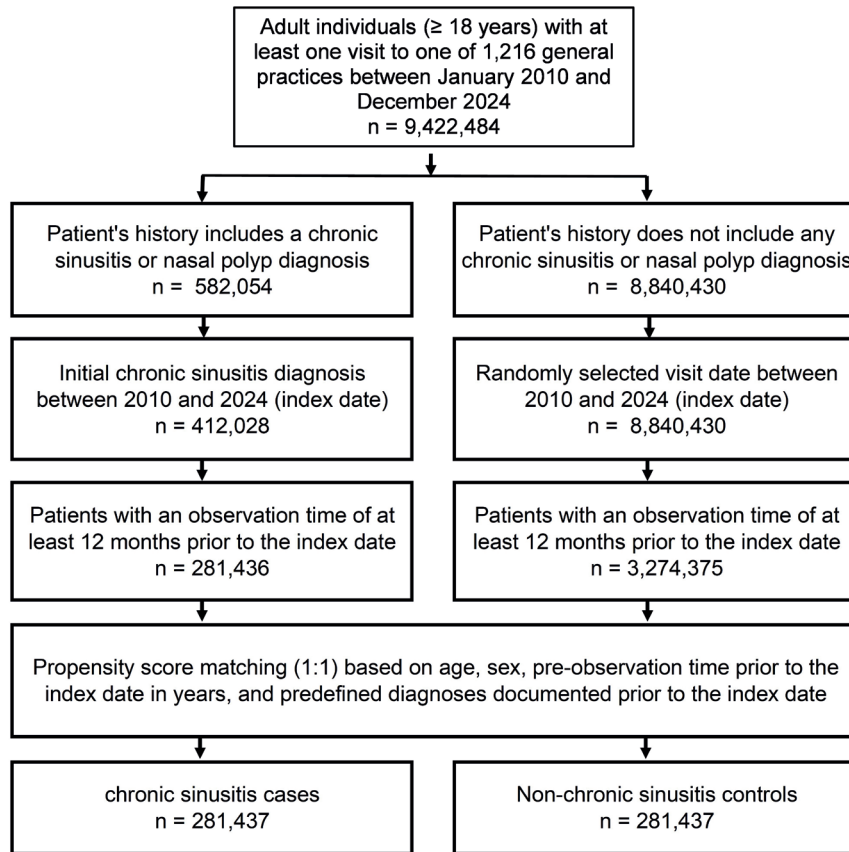 Adult individuals (≥ 18 years) with at
least one visit to one of 1,216 general
practices between January 2010 and
December 2024
n = 9,422,484
Patient's history includes a chronic
sinusitis or nasal polyp diagnosis
n = 582,054
Patient's history does not include any
chronic sinusitis or nasal polyp diagnosis
n = 8,840,430
Initial chronic sinusitis diagnosis
between 2010 and 2024 (index date)
n = 412,028
Randomly selected visit date between
2010 and 2024 (index date)
n = 8,840,430
Patients with an observation time of at
least 12 months prior to the index date
n = 281,436
Patients with an observation time of at
least 12 months prior to the index date
n = 3,274,375
Propensity score matching (1:1) based on age, sex, pre-observation time prior to the
index date in years, and predefined diagnoses documented prior to the index date
chronic sinusitis cases
n = 281,437
Non-chronic sinusitis controls
n = 281,437